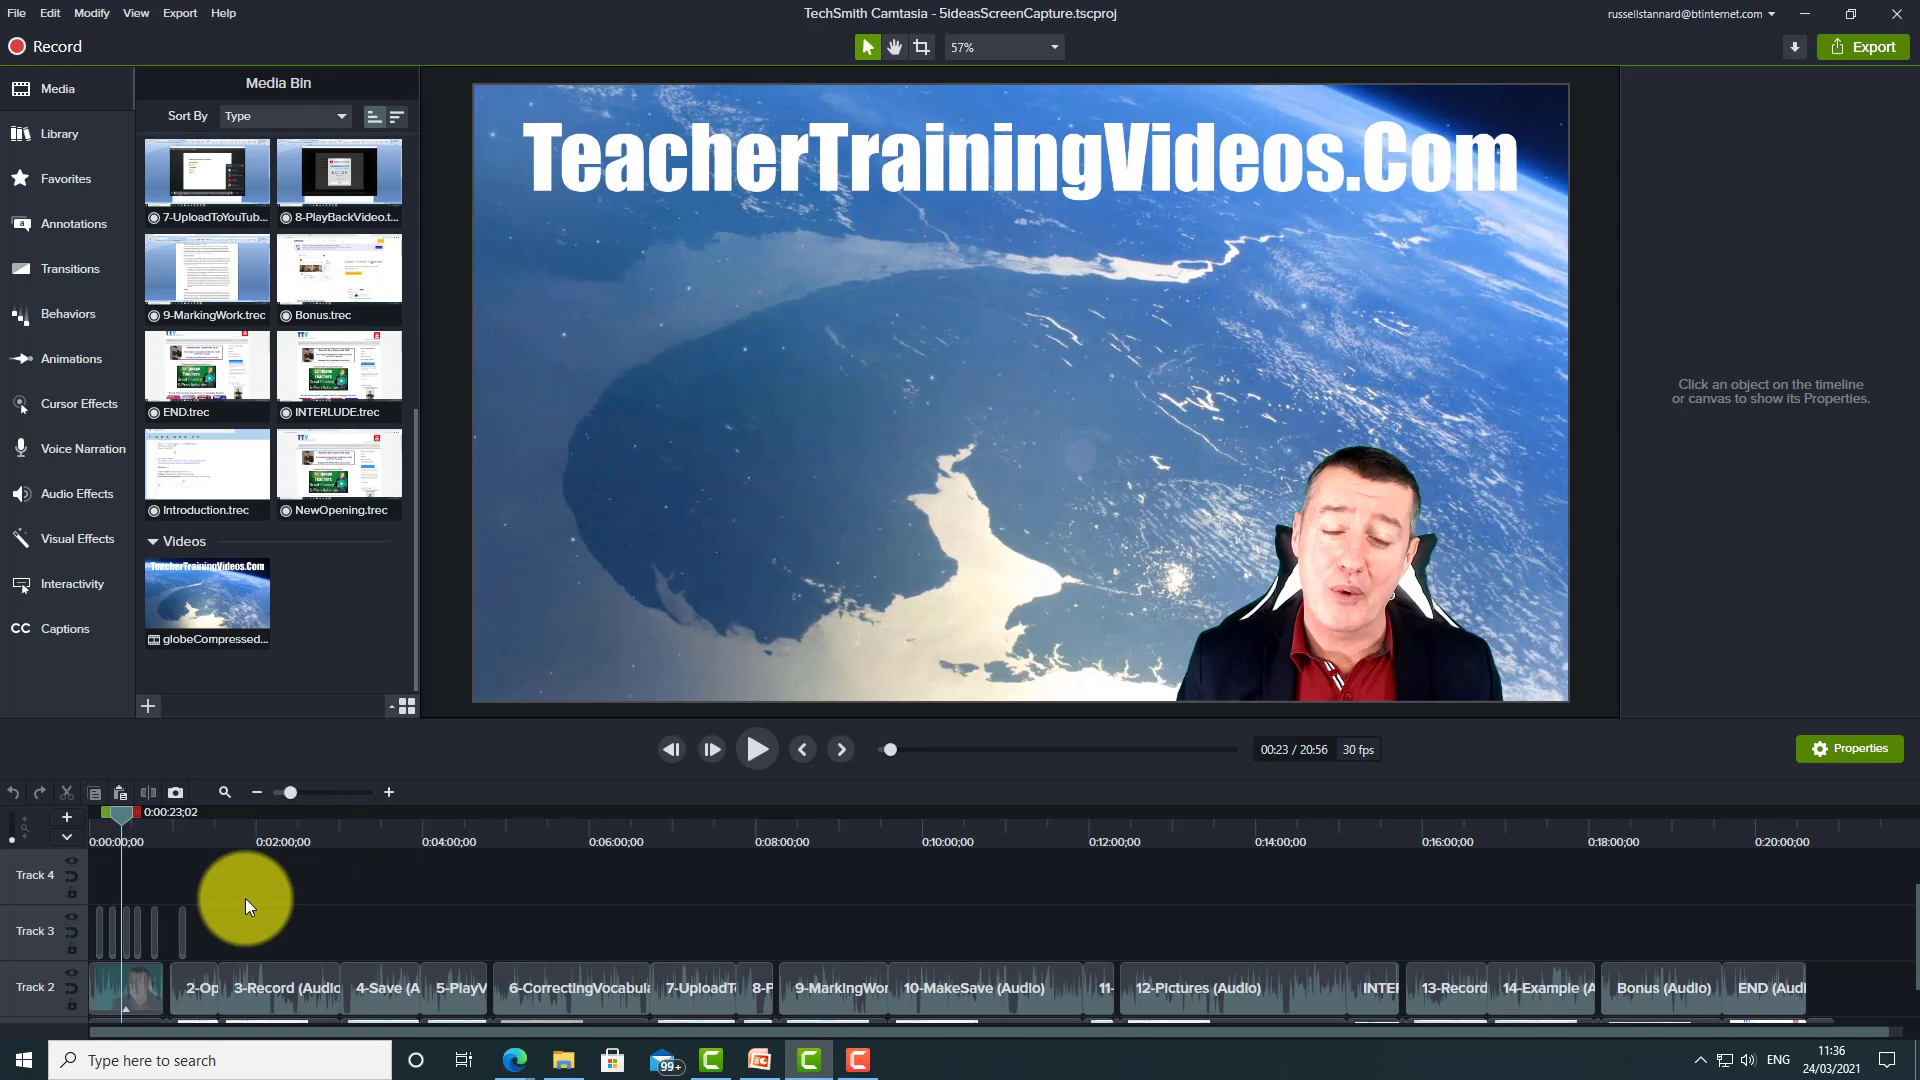 File Edit Modify View Export Help
TechSmith Camtasia - 5ideasScreenCapture.tscproj
russellstannard@btinternet.com
Record
57%
Export
Media
Library
Favorites
Annotations
Transitions
Behaviors
Animations
Cursor Effects
Voice Narration
Audio Effects
Visual Effects
Interactivity
CC Captions
Media Bin
Sort By Type
7-UploadToYouTub... 8-PlayBackVideo.t...
9-MarkingWork.trec Bonus.trec
END.trec INTERLUDE.trec
Introduction.trec NewOpening.trec
Videos
TeacherTrainingVideos.Com
globeCompressed...
TeacherTrainingVideos.Com
Click an object on the timeline
or canvas to show its Properties.
00:23 / 20:56 30 fps
Properties
0:00:23;02
0:00:00;00 0:02:00;00 0:04:00;00 0:06:00;00 0:08:00;00 0:10:00;00 0:12:00;00 0:14:00;00 0:16:00;00 0:18:00;00 0:20:00;00
Track 4
Track 3
Track 2
2-Op 3-Record (Audio 4-Save (A 5-PlayV 6-CorrectingVocabula 7-UploadT 8-P 9-MarkingWor 10-MakeSave (Audio) 11- 12-Pictures (Audio) INTE 13-Record 14-Example (A Bonus (Audio) END (Audi
Type here to search
99+
ENG
11:36
24/03/2021